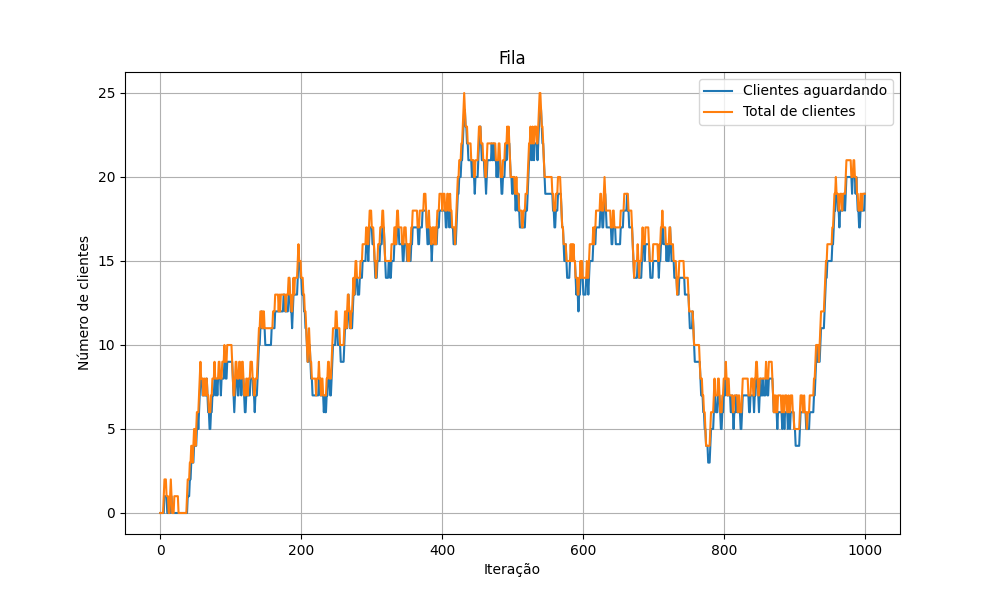 Fila
Clientes aguardando
Total de clientes
Número de clientes
25
20
15
10
5
0
0 200 400 600 800 1000
Iteração